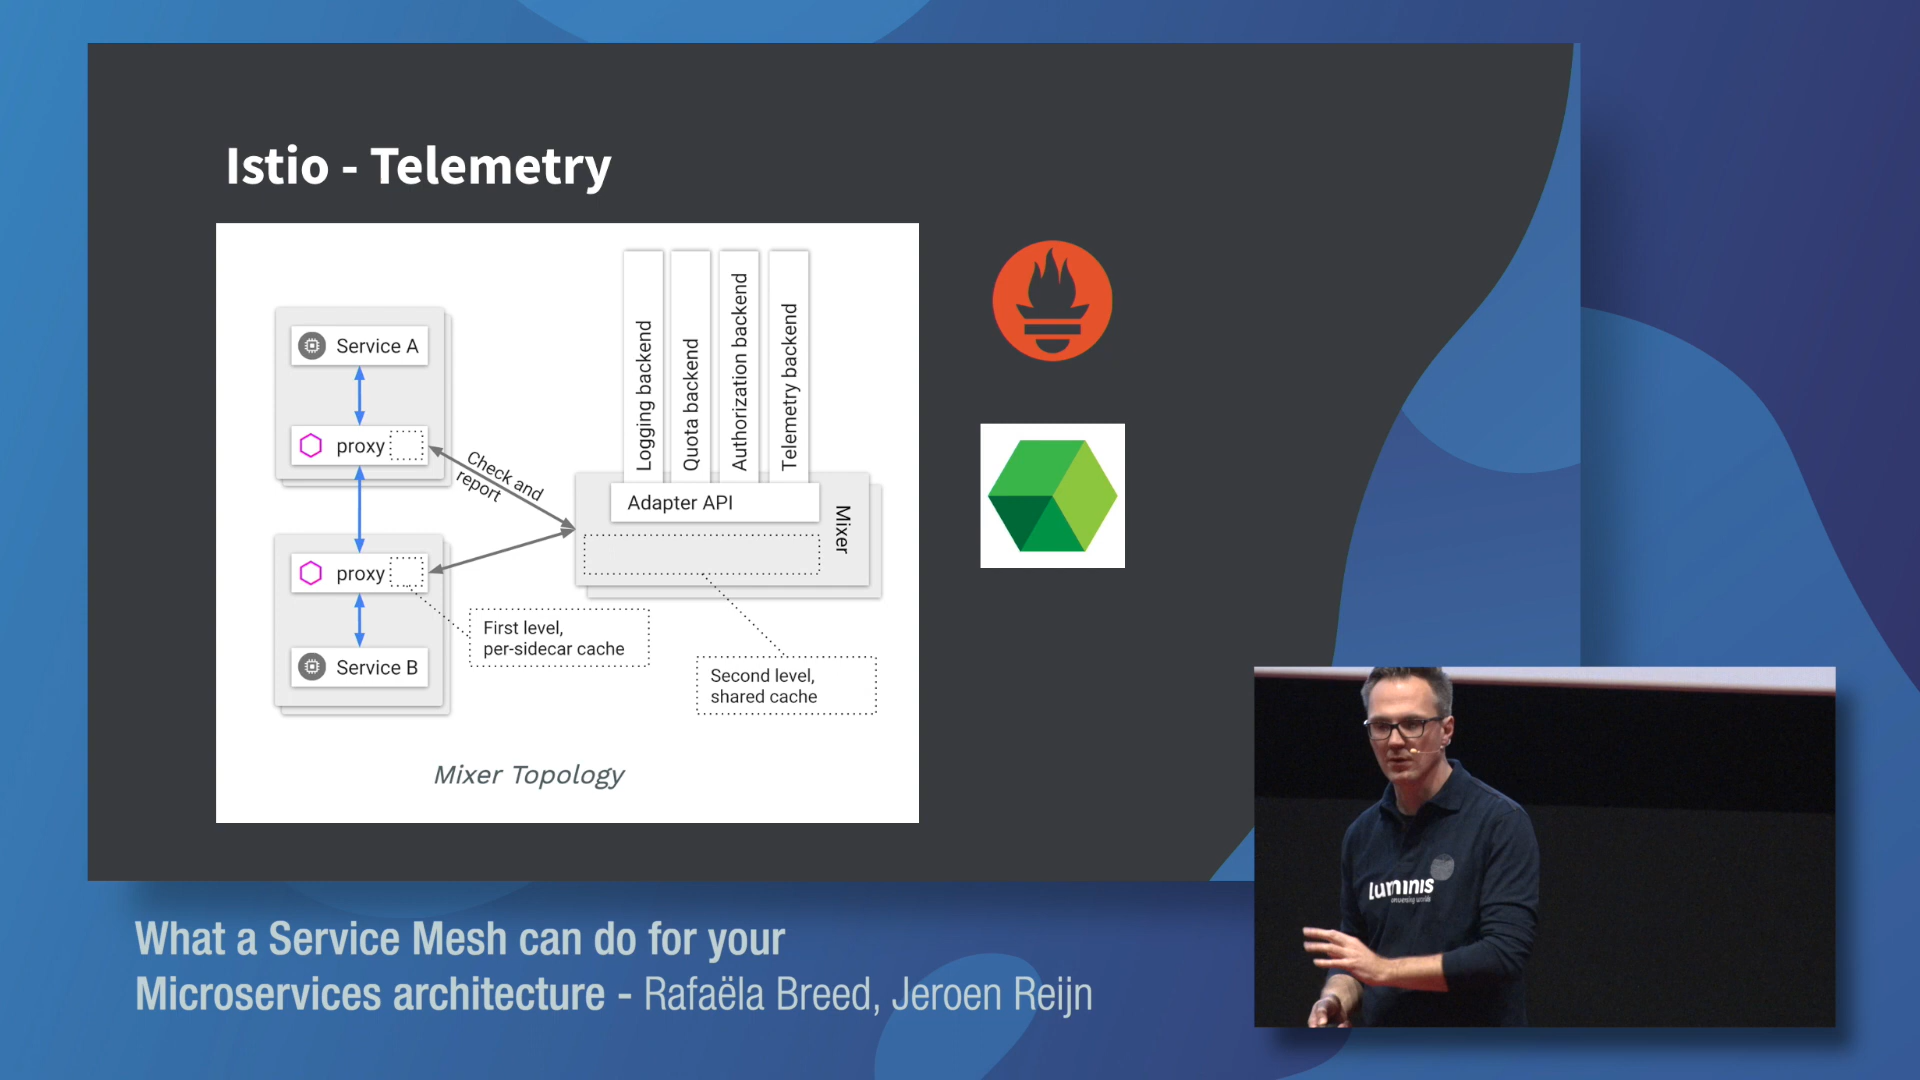 Istio - Telemetry
Service A
proxy
Check and
report
proxy
Service B
First level,
per-sidecar cache
Logging backend
Quota backend
Authorization backend
Telemetry backend
Adapter API
Mixer
Second level,
shared cache
Mixer Topology
luminis
conversing worlds
What a Service Mesh can do for your
Microservices architecture - Rafaëla Breed, Jeroen Reijn